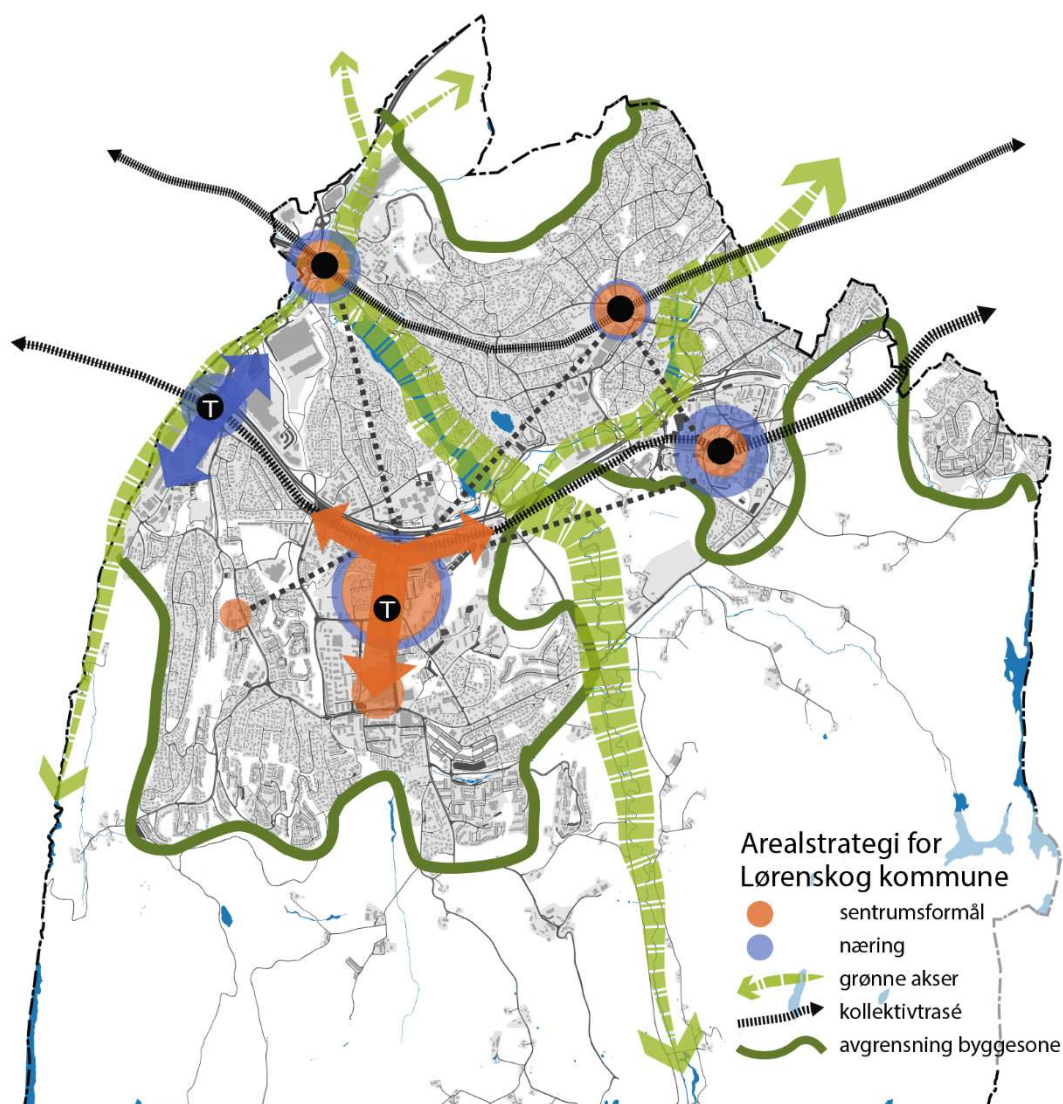 T
T
Arealstrategi for
Lørenskog kommune
sentrumsformål
næring
grønne akser
kollektivtrasé
avgrensning byggesone